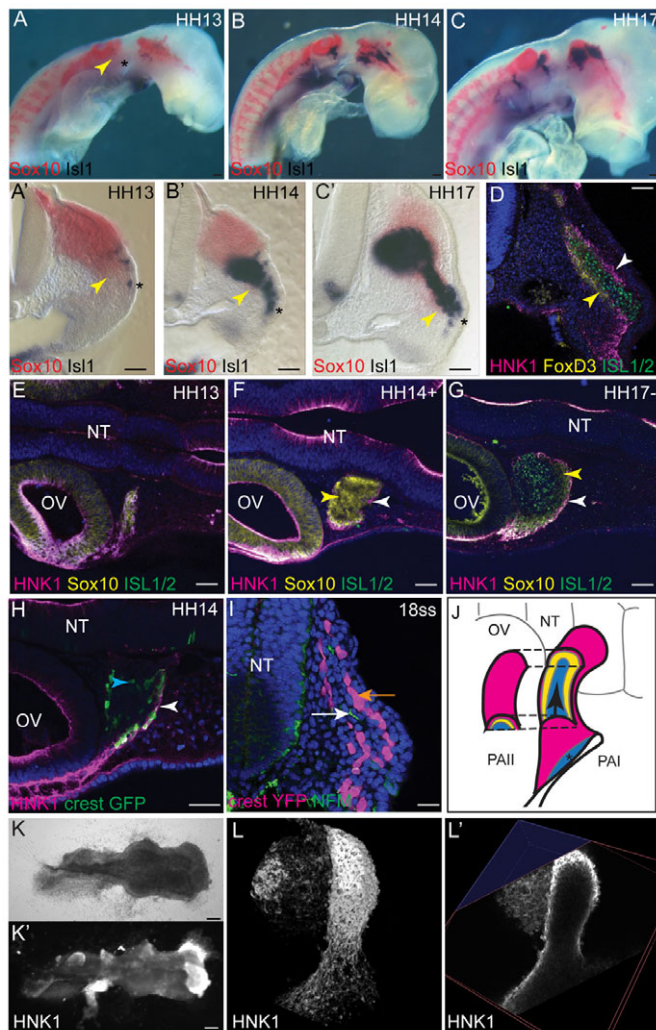 A HH13
*
Sox10 Isl1
B HH14
Sox10 Isl1
C HH17
Sox10 Isl1
A' HH13
*
Sox10 Isl1
B' HH14
*
Sox10 Isl1
C' HH17
*
Sox10 Isl1
D
HNK1 FoxD3 ISL1/2
E HH13
NT
OV
HNK1 Sox10 ISL1/2
F HH14+
NT
OV
HNK1 Sox10 ISL1/2
G HH17-
NT
OV
HNK1 Sox10 ISL1/2
H HH14
NT
OV
HNK1 crest GFP
I 18ss
NT
crest YFP NFM
J
OV NT
PAII PAI
*
K
K'
HNK1
L
HNK1
L'
HNK1